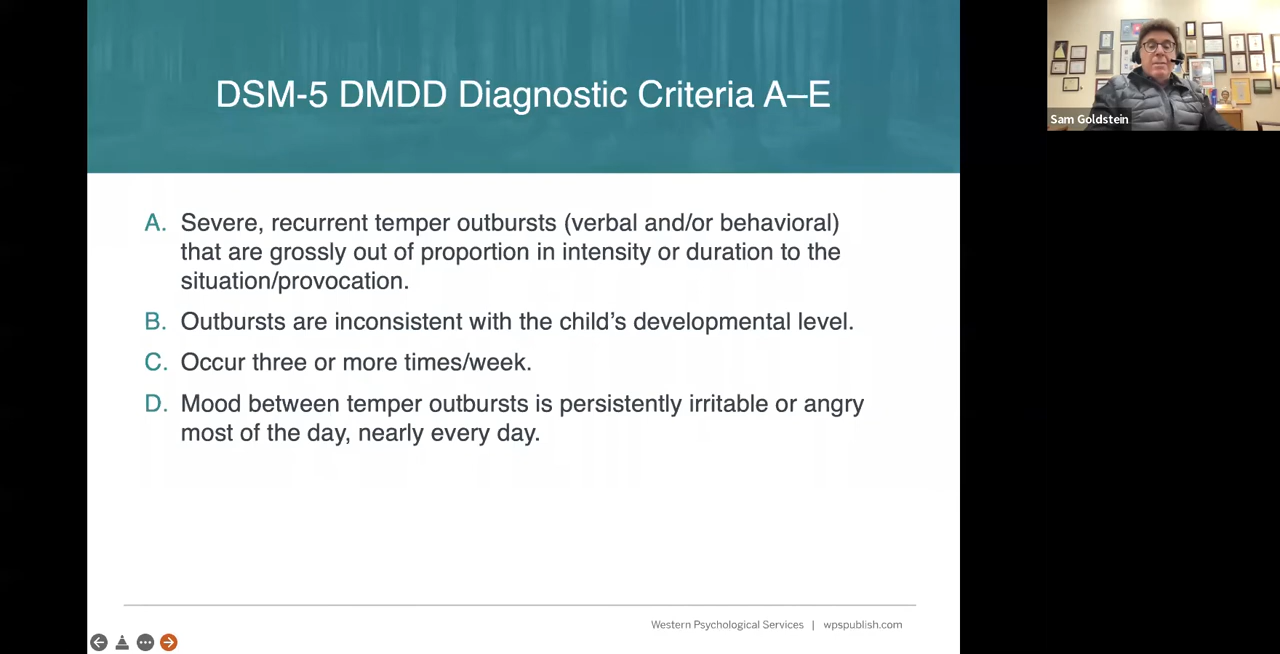 DSM-5 DMDD Diagnostic Criteria A–E
Sam Goldstein
A. Severe, recurrent temper outbursts (verbal and/or behavioral)
that are grossly out of proportion in intensity or duration to the
situation/provocation.
B. Outbursts are inconsistent with the child’s developmental level.
C. Occur three or more times/week.
D. Mood between temper outbursts is persistently irritable or angry
most of the day, nearly every day.
Western Psychological Services | wpspublish.com